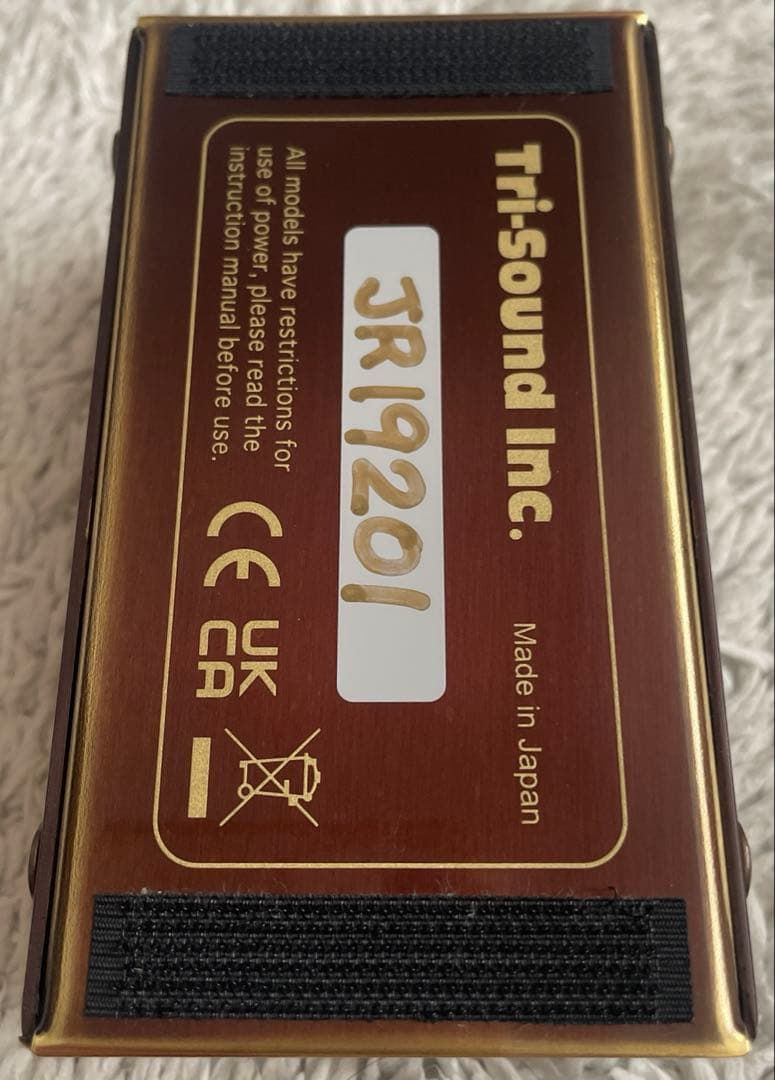 Tri-Sound Inc. Made in Japan
JR19201
All models have restrictions for
use of power, please read the
instruction manual before use.
CE
UK
CA